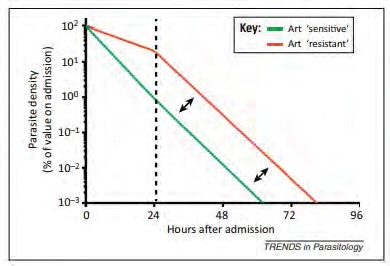 Key: Art ‘sensitive’
Art ‘resistant’
Parasite density
(% of value on admission)
10²
10¹
10⁰
10⁻¹
10⁻²
10⁻³
0 24 48 72 96
Hours after admission
TRENDS in Parasitology